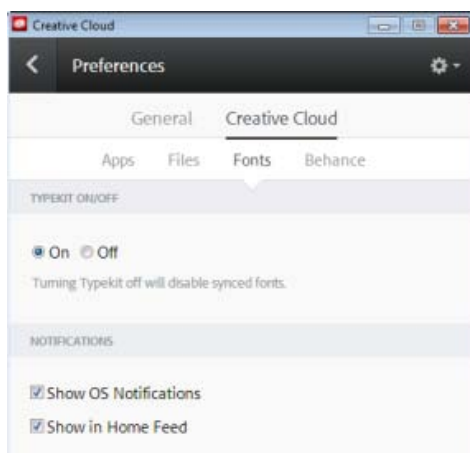 Creative Cloud
Preferences
General Creative Cloud
Apps Files Fonts Behance
TYPEKIT ON/OFF
On Off
Turning Typekit off will disable synced fonts.
NOTIFICATIONS
Show OS Notifications
Show in Home Feed